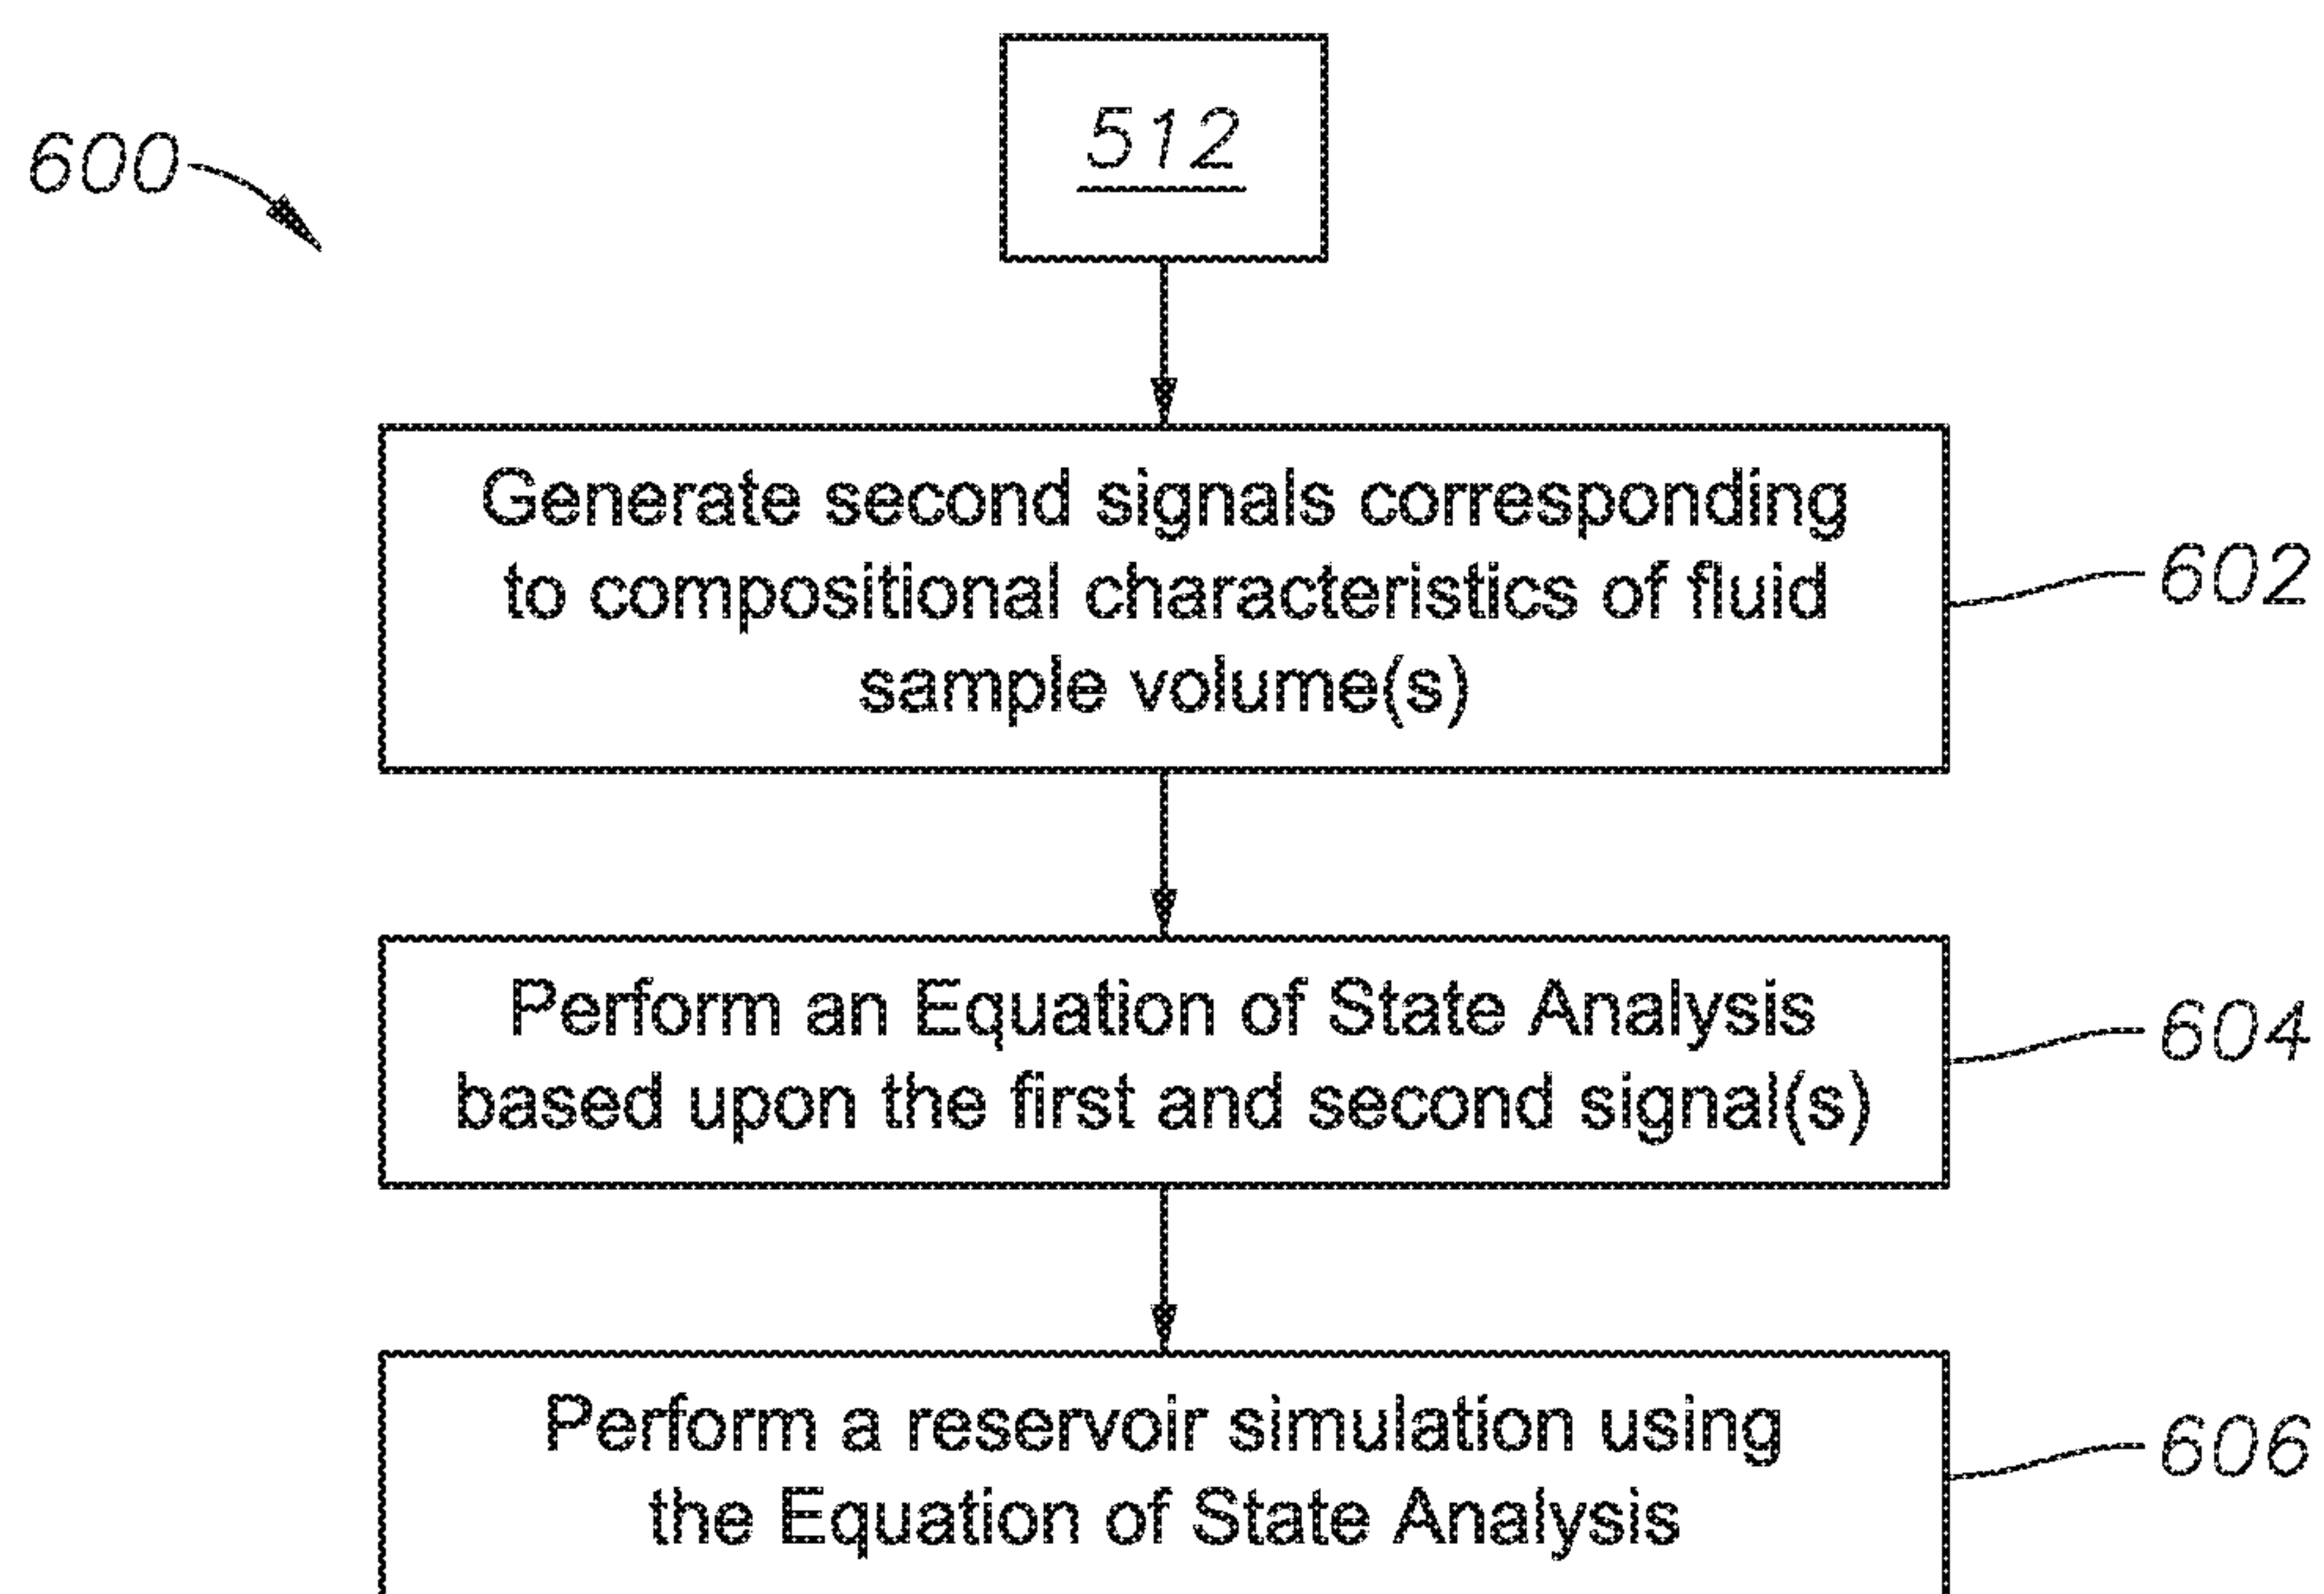 600
512
Generate second signals corresponding
to compositional characteristics of fluid
sample volume(s)
602
Perform an Equation of State Analysis
based upon the first and second signal(s)
604
Perform a reservoir simulation using
the Equation of State Analysis
606